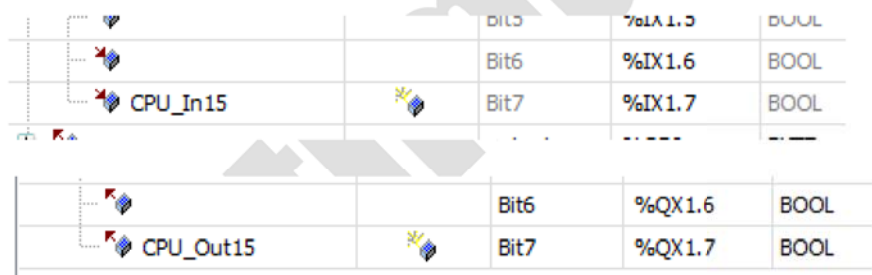 Bit5 %IX1.5 BOOL
Bit6 %IX1.6 BOOL
CPU_In15 Bit7 %IX1.7 BOOL
Bit6 %QX1.6 BOOL
CPU_Out15 Bit7 %QX1.7 BOOL